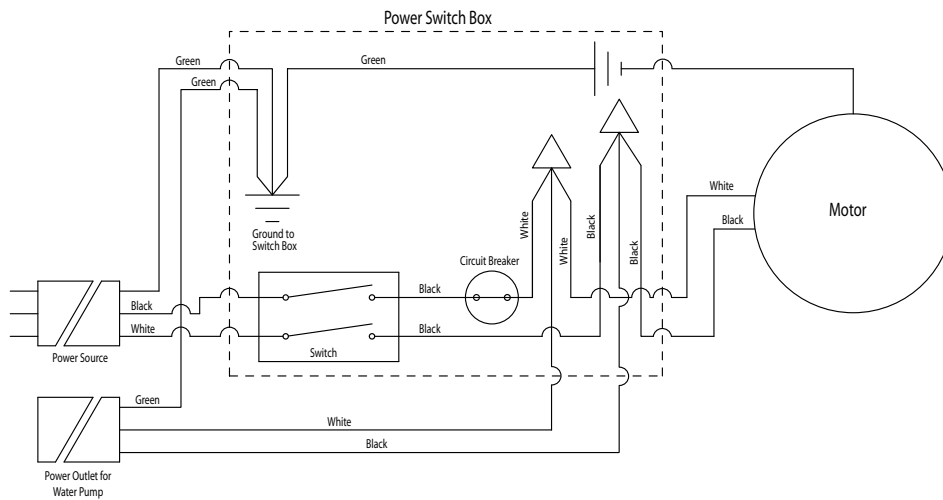 Power Switch Box
Green
Green
Green
White
Black
Motor
White
White
Black
Black
Ground to
Switch Box
Circuit Breaker
Black
Black
Black
White
Switch
Power Source
Green
White
Black
Power Outlet for
Water Pump